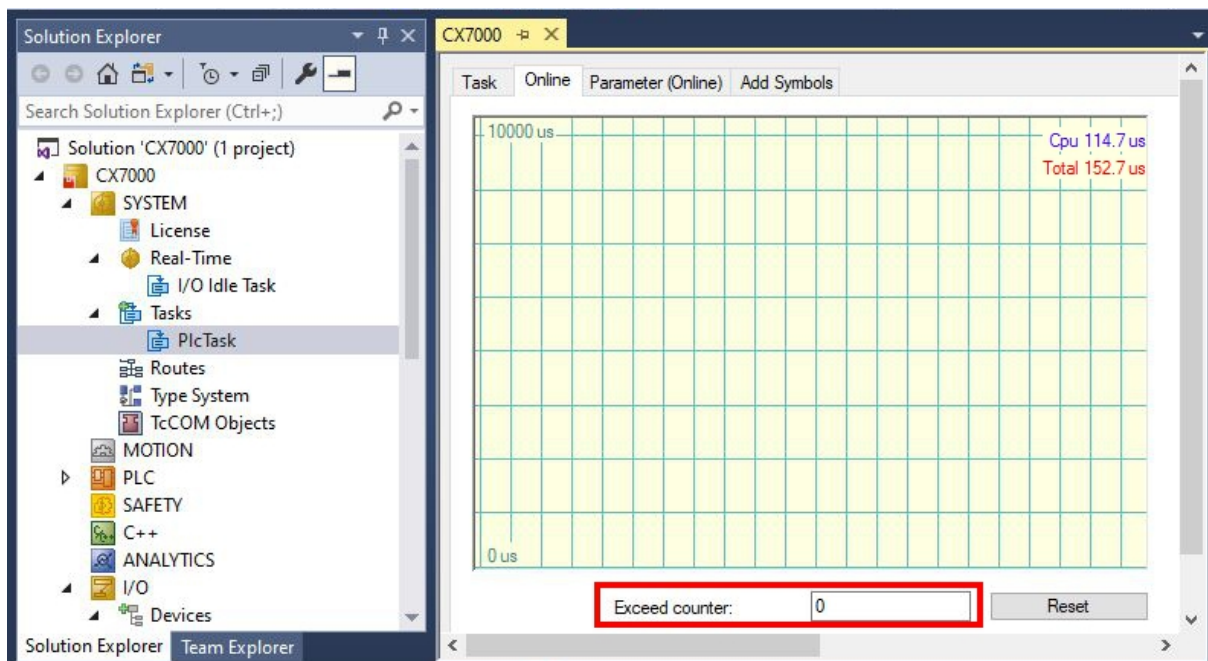 Solution Explorer
Search Solution Explorer (Ctrl+;)
Solution 'CX7000' (1 project)
CX7000
SYSTEM
License
Real-Time
I/O Idle Task
Tasks
PlcTask
Routes
Type System
TcCOM Objects
MOTION
PLC
SAFETY
C++
ANALYTICS
I/O
Devices
Solution Explorer Team Explorer
CX7000
Task Online Parameter (Online) Add Symbols
10000 us
Cpu 114.7 us
Total 152.7 us
0 us
Exceed counter: 0 Reset